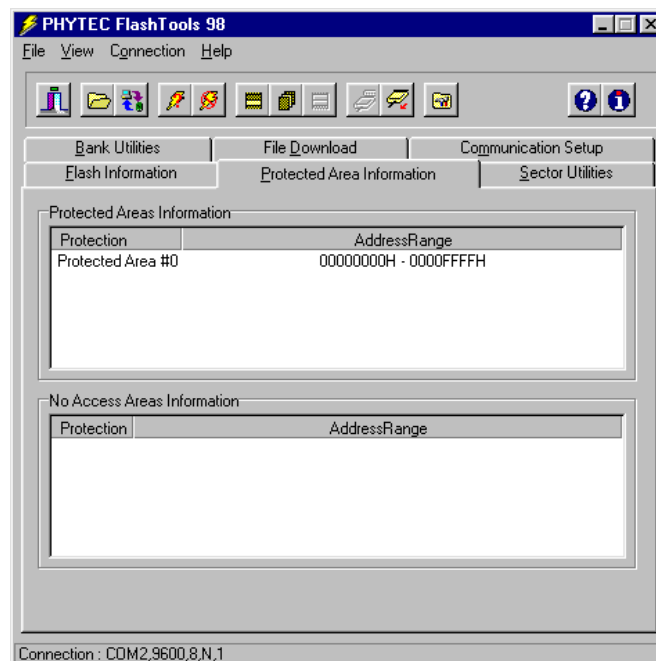 PHYTEC FlashTools 98
File View Connection Help
Bank Utilities File Download Communication Setup
Flash Information Protected Area Information Sector Utilities
Protected Areas Information
Protection AddressRange
Protected Area #0 00000000H - 0000FFFFH
No Access Areas Information
Protection AddressRange
Connection : COM2,9600,8,N,1